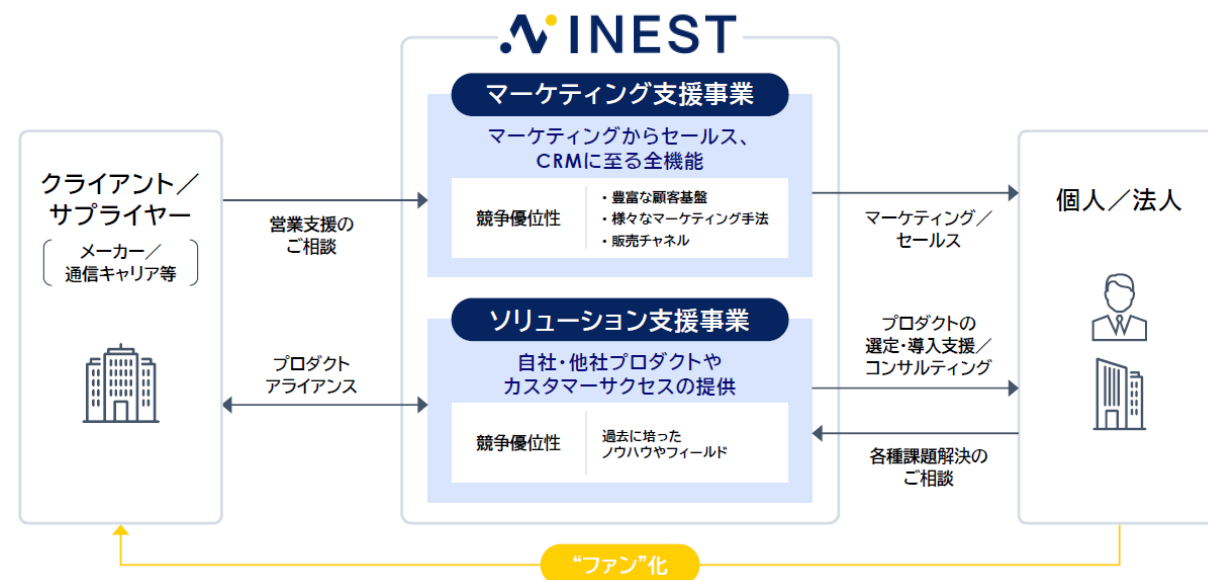 INEST
クライアント／
サプライヤー
メーカー／
通信キャリア等
営業支援の
ご相談
プロダクト
アライアンス
マーケティング支援事業
マーケティングからセールス、
CRMに至る全機能
競争優位性
・豊富な顧客基盤
・様々なマーケティング手法
・販売チャネル
ソリューション支援事業
自社・他社プロダクトや
カスタマーサクセスの提供
競争優位性
過去に培った
ノウハウやフィールド
マーケティング／
セールス
プロダクトの
選定・導入支援／
コンサルティング
各種課題解決の
ご相談
個人／法人
“ファン”化